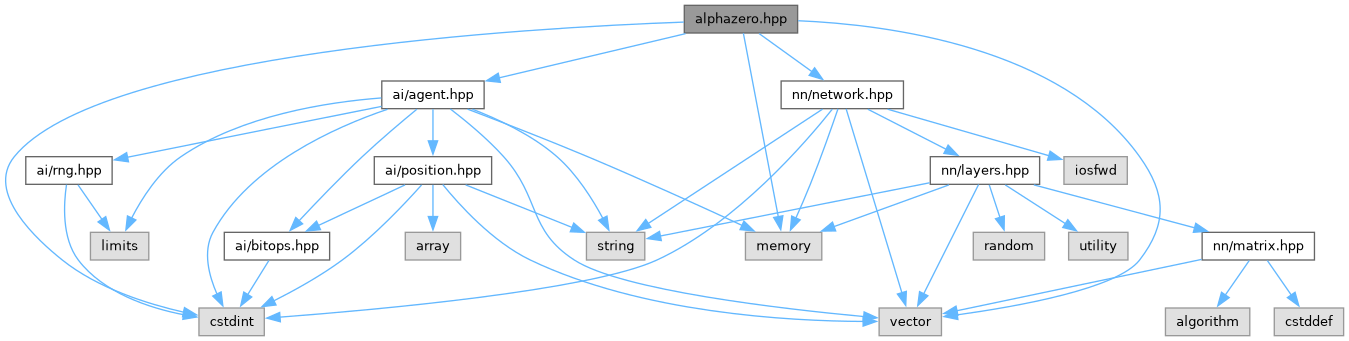 alphazero.hpp
ai/agent.hpp
nn/network.hpp
ai/rng.hpp
ai/position.hpp
nn/layers.hpp
iosfwd
limits
ai/bitops.hpp
array
string
memory
random
utility
nn/matrix.hpp
cstdint
vector
algorithm
cstddef